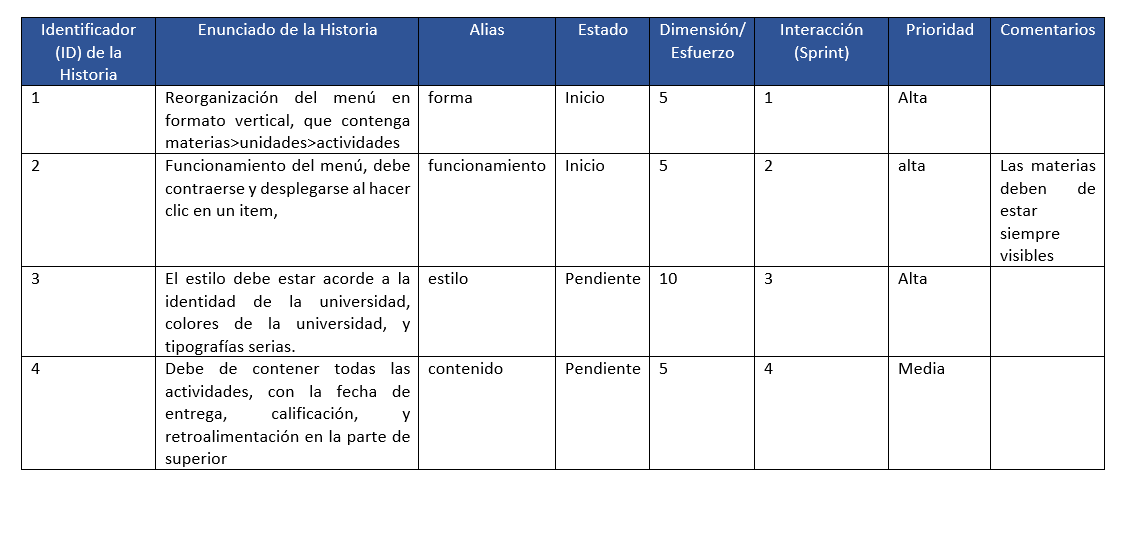 Identificador Enunciado de la Historia Alias Estado Dimensión/ Interacción Prioridad Comentarios
(ID) de la Esfuerzo (Sprint)
Historia
1 Reorganización del menú en forma Inicio 5 1 Alta
formato vertical, que contenga
materias>unidades>actividades
2 Funcionamiento del menú, debe funcionamiento Inicio 5 2 alta Las materias
contraerse y desplegarse al hacer deben de
clic en un item, estar
siempre
visibles
3 El estilo debe estar acorde a la estilo Pendiente 10 3 Alta
identidad de la universidad,
colores de la universidad, y
tipografías serias.
4 Debe de contener todas las contenido Pendiente 5 4 Media
actividades, con la fecha de
entrega, calificación, y
retroalimentación en la parte de
superior